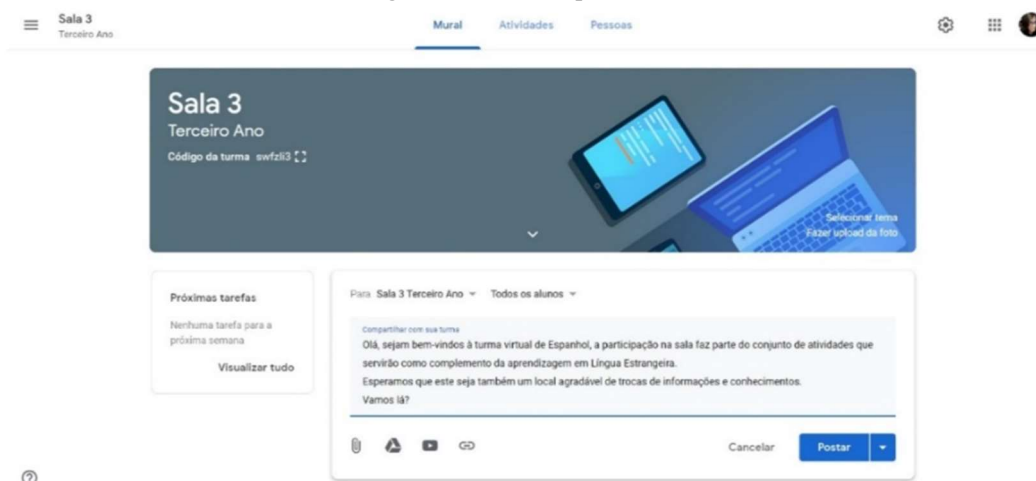 Sala 3
Terceiro Ano
Mural Atividades Pessoas
Sala 3
Terceiro Ano
Código da turma swfzli3
Selecionar tema
Fazer upload da foto
Próximas tarefas
Nenhuma tarefa para a
próxima semana
Visualizar tudo
Para Sala 3 Terceiro Ano Todos os alunos
Compartilhar com sua turma
Olá, sejam bem-vindos à turma virtual de Espanhol, a participação na sala faz parte do conjunto de atividades que
servirão como complemento da aprendizagem em Língua Estrangeira.
Esperamos que este seja também um local agradável de trocas de informações e conhecimentos.
Vamos lá?
Cancelar Postar